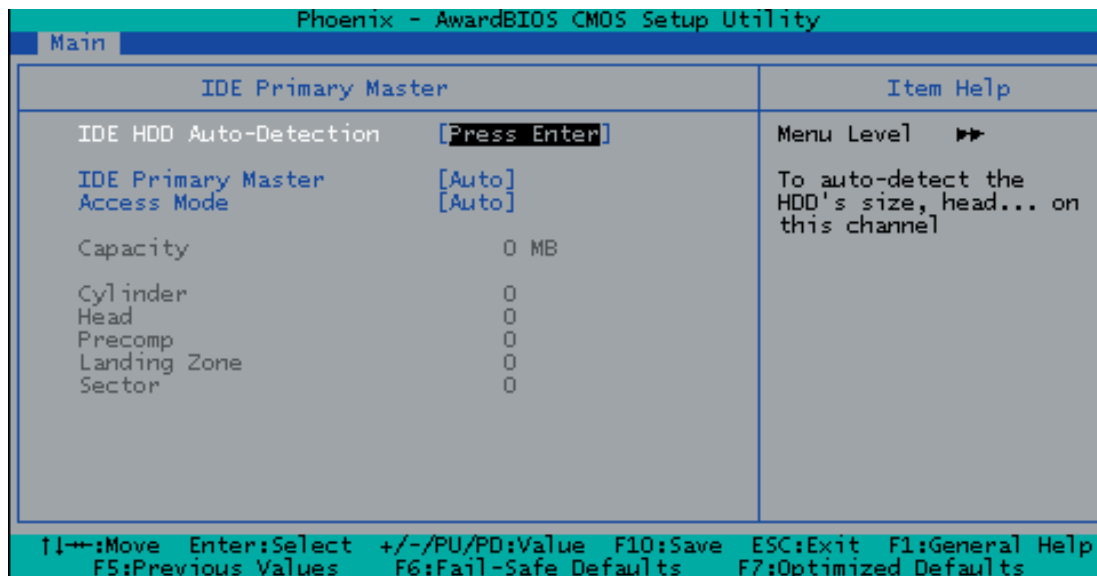 Phoenix - AwardBIOS CMOS Setup Utility
Main
IDE Primary Master
Item Help
IDE HDD Auto-Detection [Press Enter]
Menu Level ▶▶
IDE Primary Master [Auto]
To auto-detect the
Access Mode [Auto]
HDD's size, head... on
this channel
Capacity 0 MB
Cylinder 0
Head 0
Precomp 0
Landing Zone 0
Sector 0
↑↓→←:Move Enter:Select +/-/PU/PD:Value F10:Save ESC:Exit F1:General Help
F5:Previous Values F6:Fail-Safe Defaults F7:Optimized Defaults